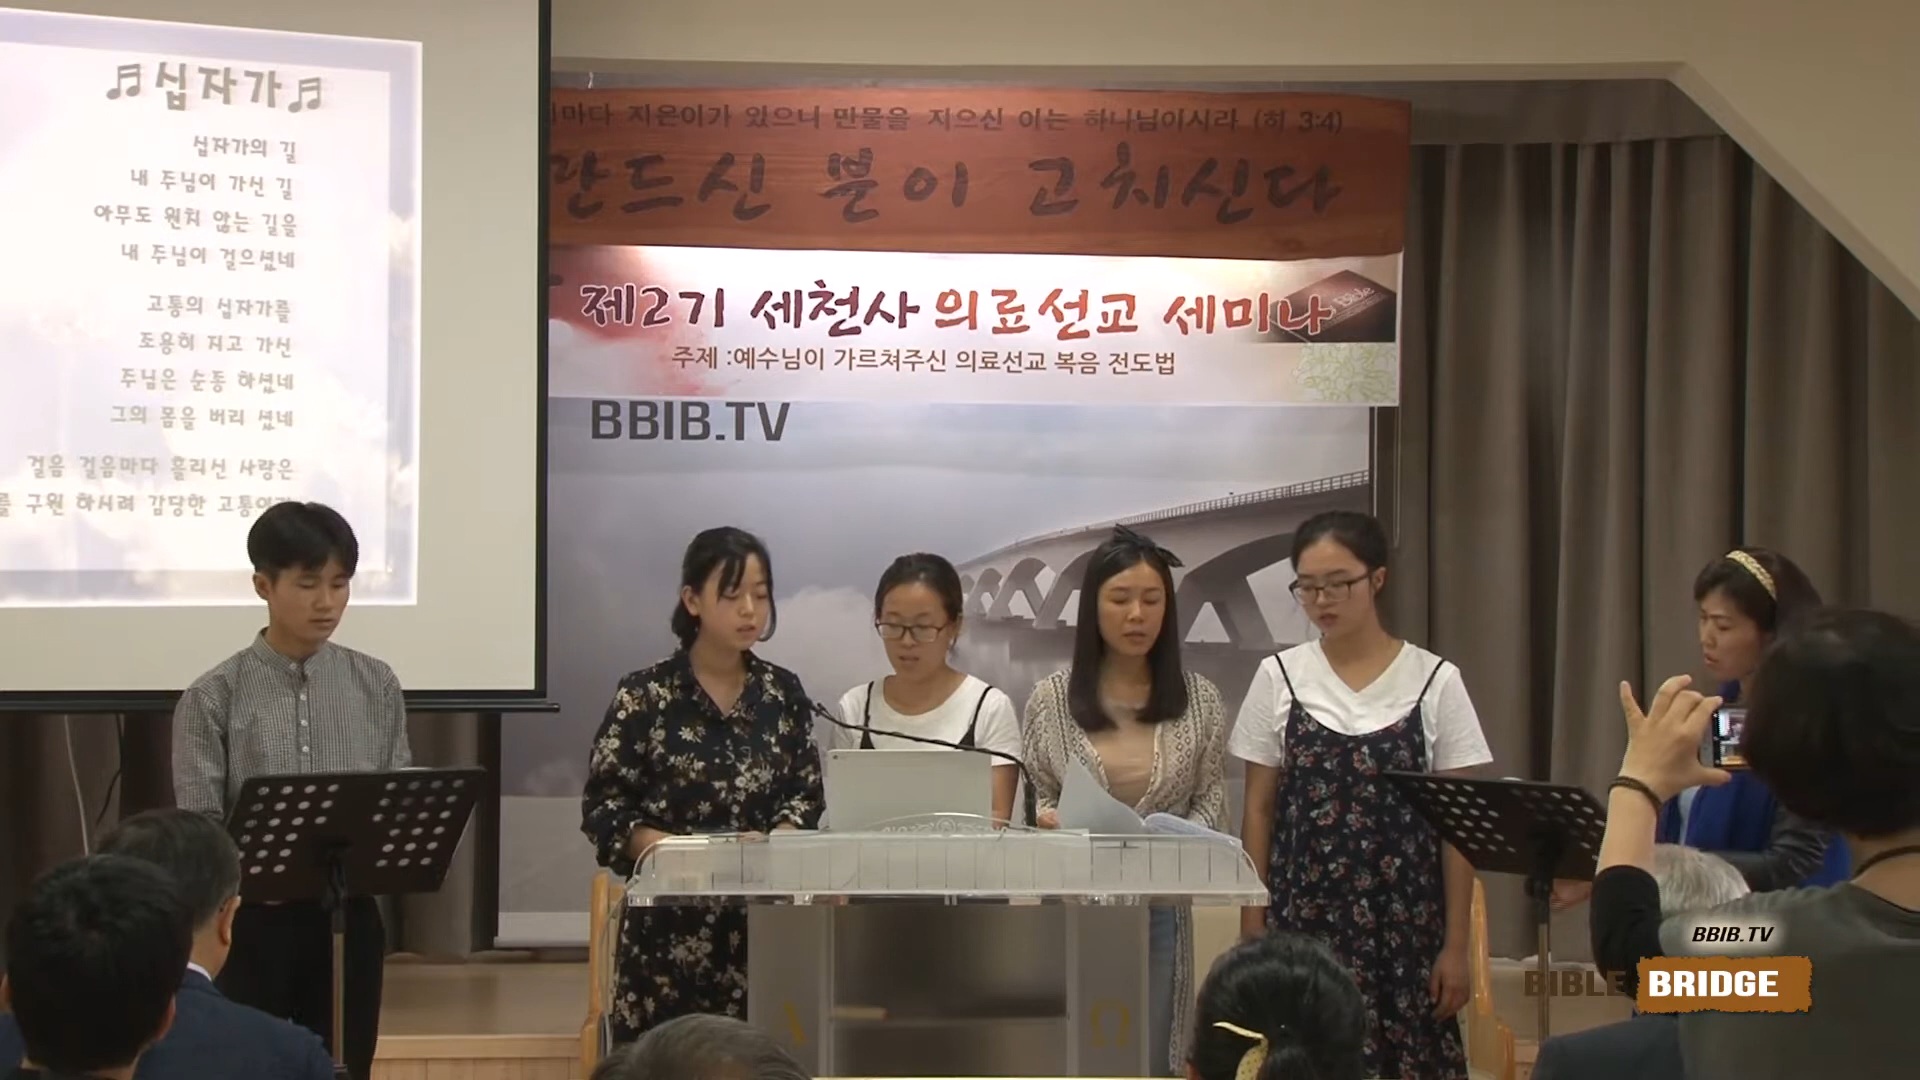 ♬십자가♬
십자가의 길
내 주님이 가신 길
아무도 원치 않는 길을
내 주님이 걸으셨네
고통의 십자가를
조용히 지고 가신
주님은 순종 하셨네
그의 몸을 버리 셨네
걸음 걸음마다 흘리신 사랑은
를 구원 하시려 감당한 고통
마다 지은이가 있으니 만물을 지으신 이는 하나님이시라 (히 3:4)
만드신 분이 고치신다
제2기 세천사 의료선교 세미나
Bible
주제 :예수님이 가르쳐주신 의료선교 복음 전도법
BBIB.TV
Α Ω
BBIB.TV
BIBLE BRIDGE